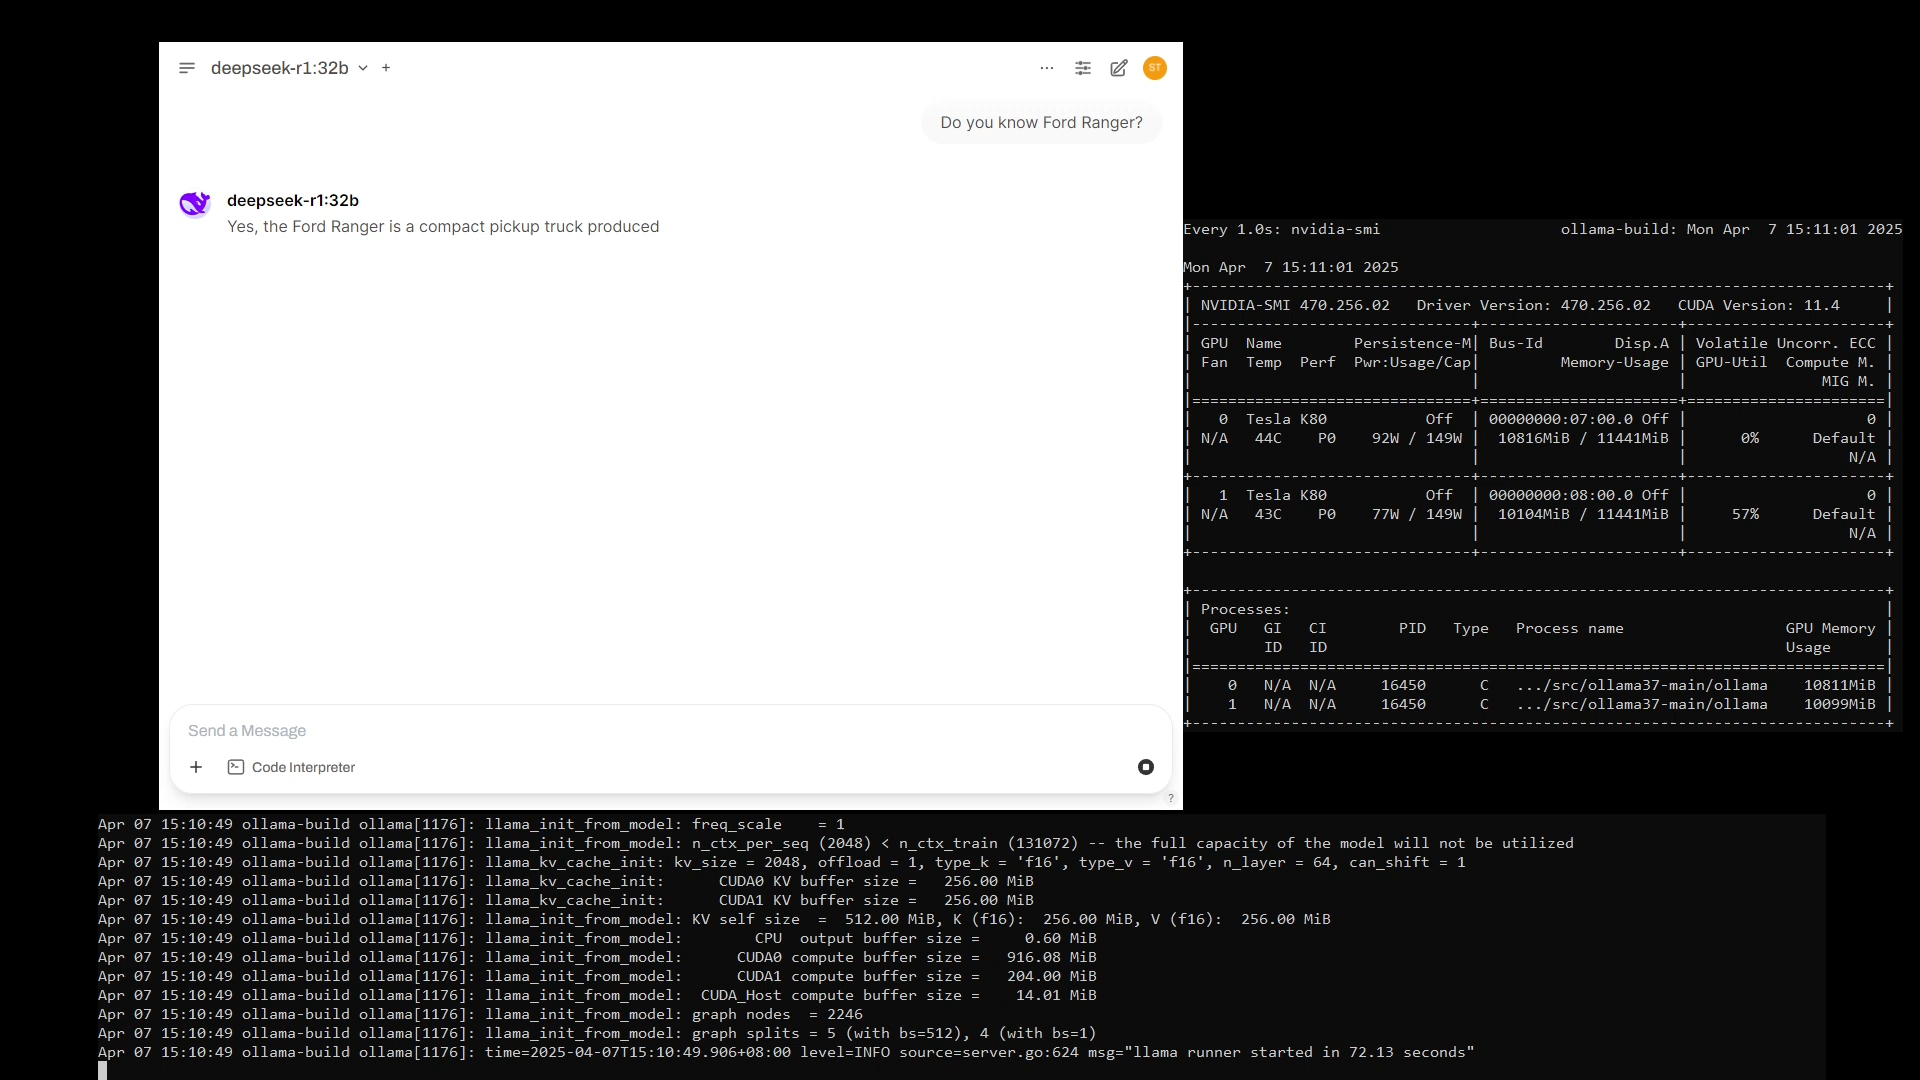 deepseek-r1:32b
ST
Do you know Ford Ranger?
deepseek-r1:32b
Yes, the Ford Ranger is a compact pickup truck produced
Send a Message
Code Interpreter
?
Every 1.0s: nvidia-smi                    ollama-build: Mon Apr  7 15:11:01 2025
Mon Apr  7 15:11:01 2025
+-----------------------------------------------------------------------------+
| NVIDIA-SMI 470.256.02   Driver Version: 470.256.02   CUDA Version: 11.4     |
|-------------------------------+----------------------+----------------------+
| GPU  Name        Persistence-M| Bus-Id        Disp.A | Volatile Uncorr. ECC |
| Fan  Temp  Perf  Pwr:Usage/Cap|         Memory-Usage | GPU-Util  Compute M. |
|                               |                      |               MIG M. |
|===============================+======================+======================|
|   0  Tesla K80           Off  | 00000000:07:00.0 Off |                    0 |
| N/A   44C    P0    92W / 149W |  10816MiB / 11441MiB |      0%      Default |
|                               |                      |                  N/A |
+-------------------------------+----------------------+----------------------+
|   1  Tesla K80           Off  | 00000000:08:00.0 Off |                    0 |
| N/A   43C    P0    77W / 149W |  10104MiB / 11441MiB |     57%      Default |
|                               |                      |                  N/A |
+-------------------------------+----------------------+----------------------+
+-----------------------------------------------------------------------------+
| Processes:                                                                  |
|  GPU   GI   CI        PID   Type   Process name                  GPU Memory |
|        ID   ID                                                   Usage      |
|=============================================================================|
|    0   N/A  N/A     16450      C   .../src/ollama37-main/ollama    10811MiB |
|    1   N/A  N/A     16450      C   .../src/ollama37-main/ollama    10099MiB |
+-----------------------------------------------------------------------------+
Apr 07 15:10:49 ollama-build ollama[1176]: llama_init_from_model: freq_scale    = 1
Apr 07 15:10:49 ollama-build ollama[1176]: llama_init_from_model: n_ctx_per_seq (2048) < n_ctx_train (131072) -- the full capacity of the model will not be utilized
Apr 07 15:10:49 ollama-build ollama[1176]: llama_kv_cache_init: kv_size = 2048, offload = 1, type_k = 'f16', type_v = 'f16', n_layer = 64, can_shift = 1
Apr 07 15:10:49 ollama-build ollama[1176]: llama_kv_cache_init:      CUDA0 KV buffer size =   256.00 MiB
Apr 07 15:10:49 ollama-build ollama[1176]: llama_kv_cache_init:      CUDA1 KV buffer size =   256.00 MiB
Apr 07 15:10:49 ollama-build ollama[1176]: llama_init_from_model: KV self size  =  512.00 MiB, K (f16):  256.00 MiB, V (f16):  256.00 MiB
Apr 07 15:10:49 ollama-build ollama[1176]: llama_init_from_model:        CPU  output buffer size =     0.60 MiB
Apr 07 15:10:49 ollama-build ollama[1176]: llama_init_from_model:      CUDA0 compute buffer size =   916.08 MiB
Apr 07 15:10:49 ollama-build ollama[1176]: llama_init_from_model:      CUDA1 compute buffer size =   204.00 MiB
Apr 07 15:10:49 ollama-build ollama[1176]: llama_init_from_model:  CUDA_Host compute buffer size =    14.01 MiB
Apr 07 15:10:49 ollama-build ollama[1176]: llama_init_from_model: graph nodes  = 2246
Apr 07 15:10:49 ollama-build ollama[1176]: llama_init_from_model: graph splits = 5 (with bs=512), 4 (with bs=1)
Apr 07 15:10:49 ollama-build ollama[1176]: time=2025-04-07T15:10:49.906+08:00 level=INFO source=server.go:624 msg="llama runner started in 72.13 seconds"